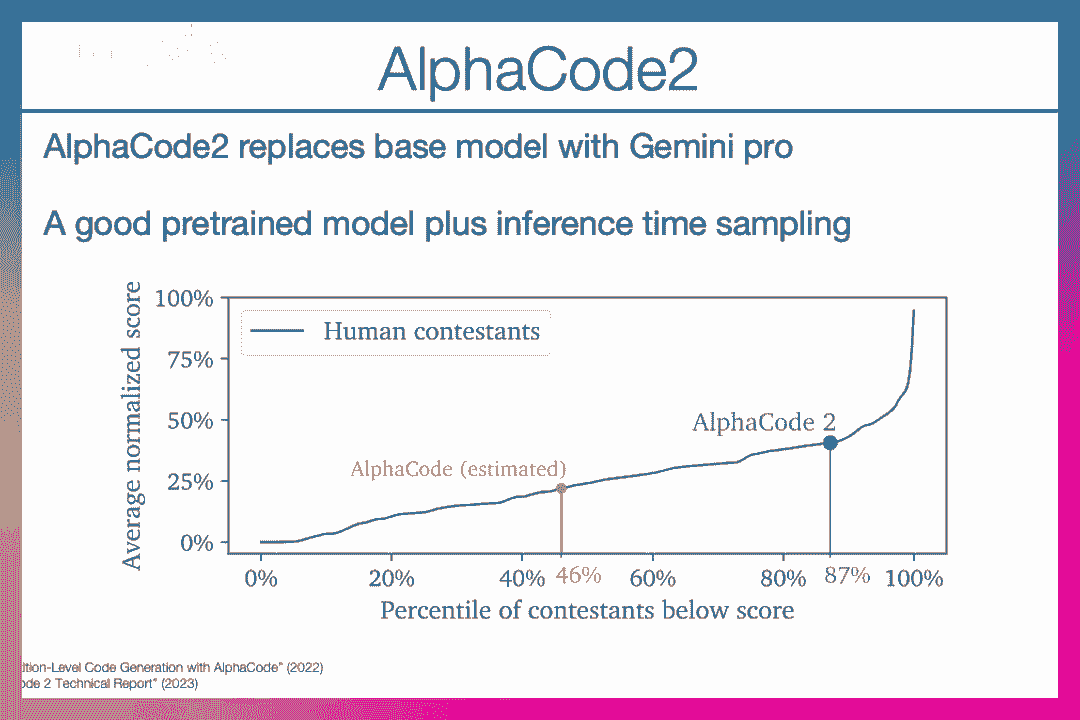 AlphaCode2
AlphaCode2 replaces base model with Gemini pro
A good pretrained model plus inference time sampling
Average normalized score
100%
75%
50%
25%
0%
Human contestants
AlphaCode 2
AlphaCode (estimated)
0%
20%
40%
46%
60%
80%
87%
100%
Percentile of contestants below score
ition-Level Code Generation with AlphaCode" (2022)
ode 2 Technical Report" (2023)